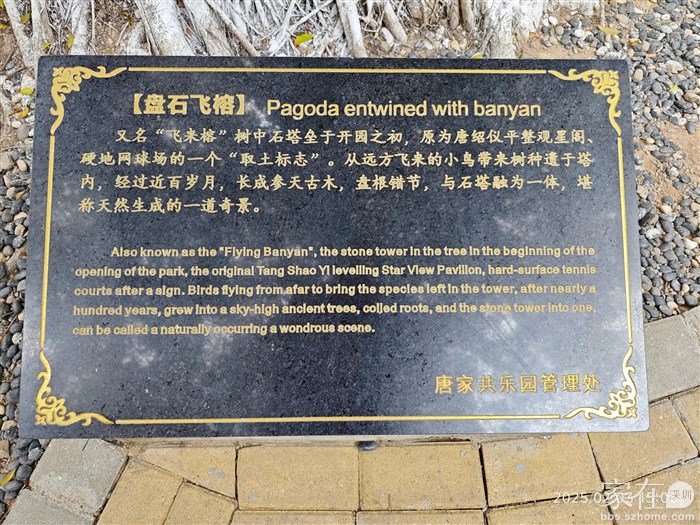 【盘石飞榕】 Pagoda entwined with banyan
又名“飞来榕”树中石塔垒于开园之初，原为唐绍仪平整观星阁、
硬地网球场的一个“取土标志”。从远方飞来的小鸟带来树种遗于塔
内，经过近百岁月，长成参天古木，盘根错节，与石塔融为一体，堪
称天然生成的一道奇景。
Also known as the "Flying Banyan", the stone tower in the tree in the beginning of the
opening of the park, the original Tang Shao Yi levelling Star View Pavilion, hard-surface tennis
courts after a sign. Birds flying from afar to bring the species left in the tower, after nearly a
hundred years, grew into a sky-high ancient trees, coiled roots, and the stone tower into one,
can be called a naturally occurring a wondrous scene.
唐家共乐园管理处
家在深圳
bbs.szhome.com